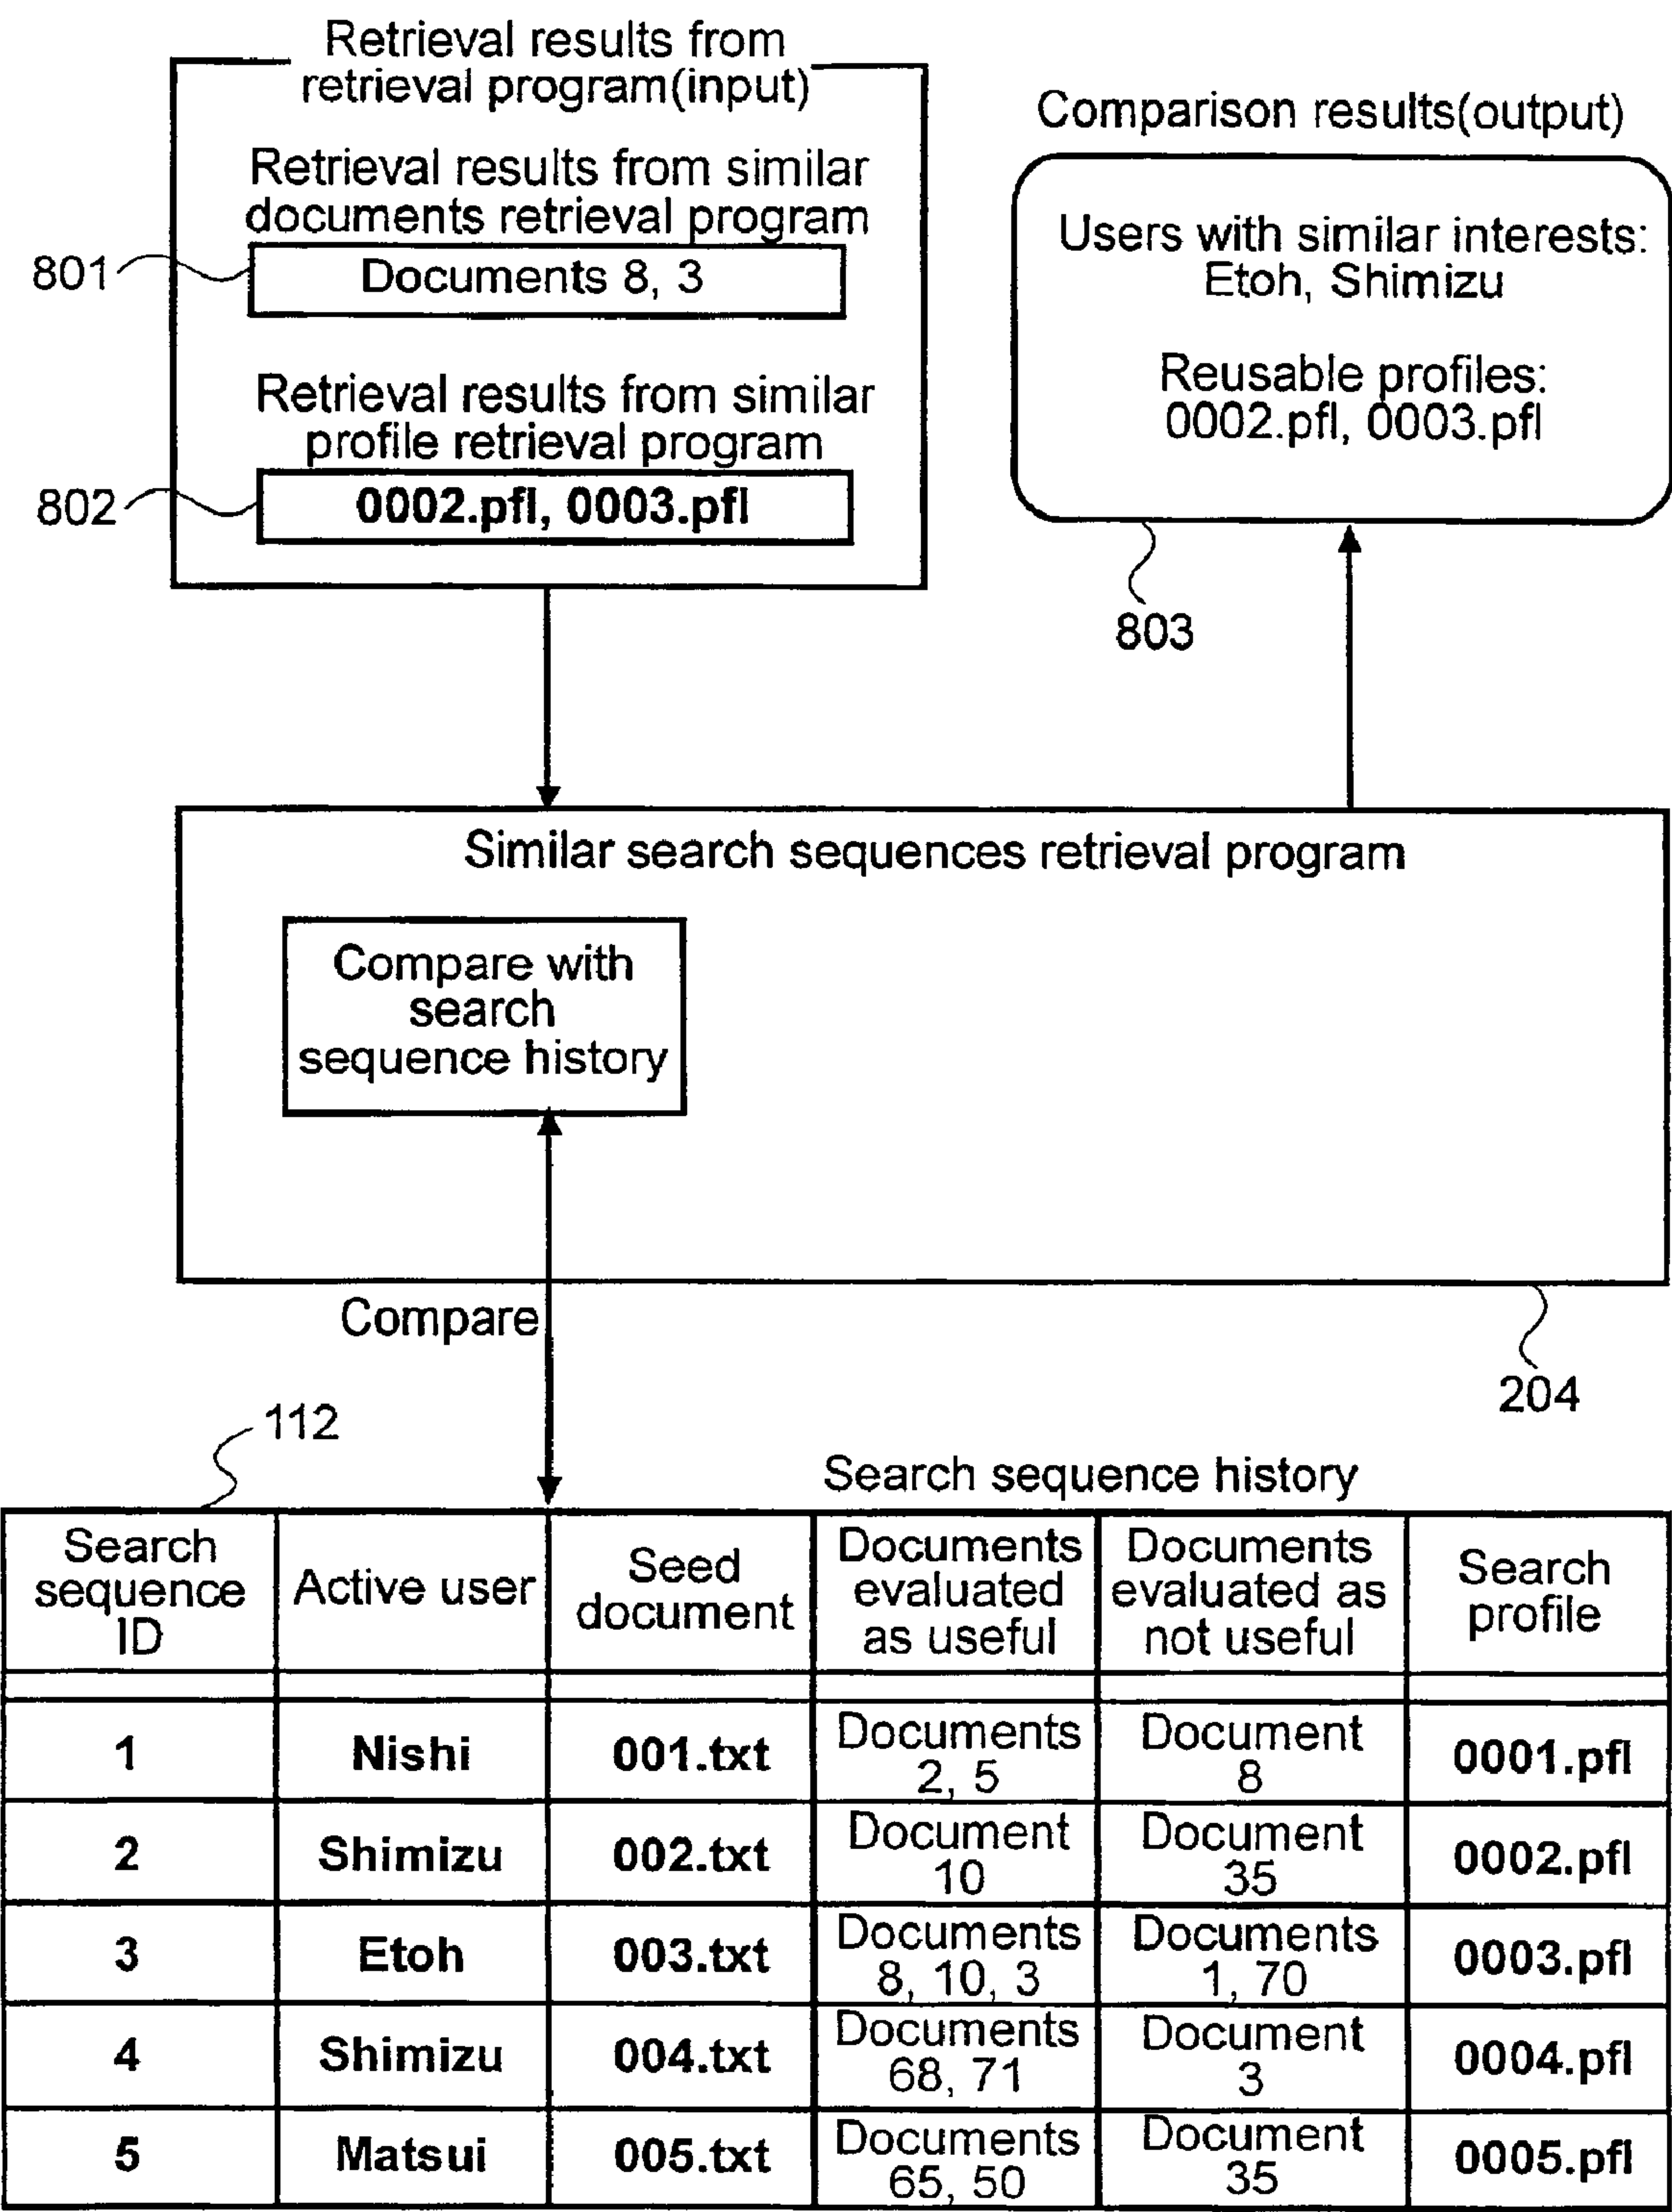 Retrieval results from
retrieval program(input)
Retrieval results from similar
documents retrieval program
801
Documents 8, 3
Retrieval results from similar
profile retrieval program
802
0002.pfl, 0003.pfl
Comparison results(output)
Users with similar interests:
Etoh, Shimizu
Reusable profiles:
0002.pfl, 0003.pfl
803
Similar search sequences retrieval program
Compare with
search
sequence history
Compare
204
112
Search sequence history
Search
sequence
ID
Active user
Seed
document
Documents
evaluated
as useful
Documents
evaluated as
not useful
Search
profile
1
Nishi
001.txt
Documents
2, 5
Document
8
0001.pfl
2
Shimizu
002.txt
Document
10
Document
35
0002.pfl
3
Etoh
003.txt
Documents
8, 10, 3
Documents
1, 70
0003.pfl
4
Shimizu
004.txt
Documents
68, 71
Document
3
0004.pfl
5
Matsui
005.txt
Documents
65, 50
Document
35
0005.pfl